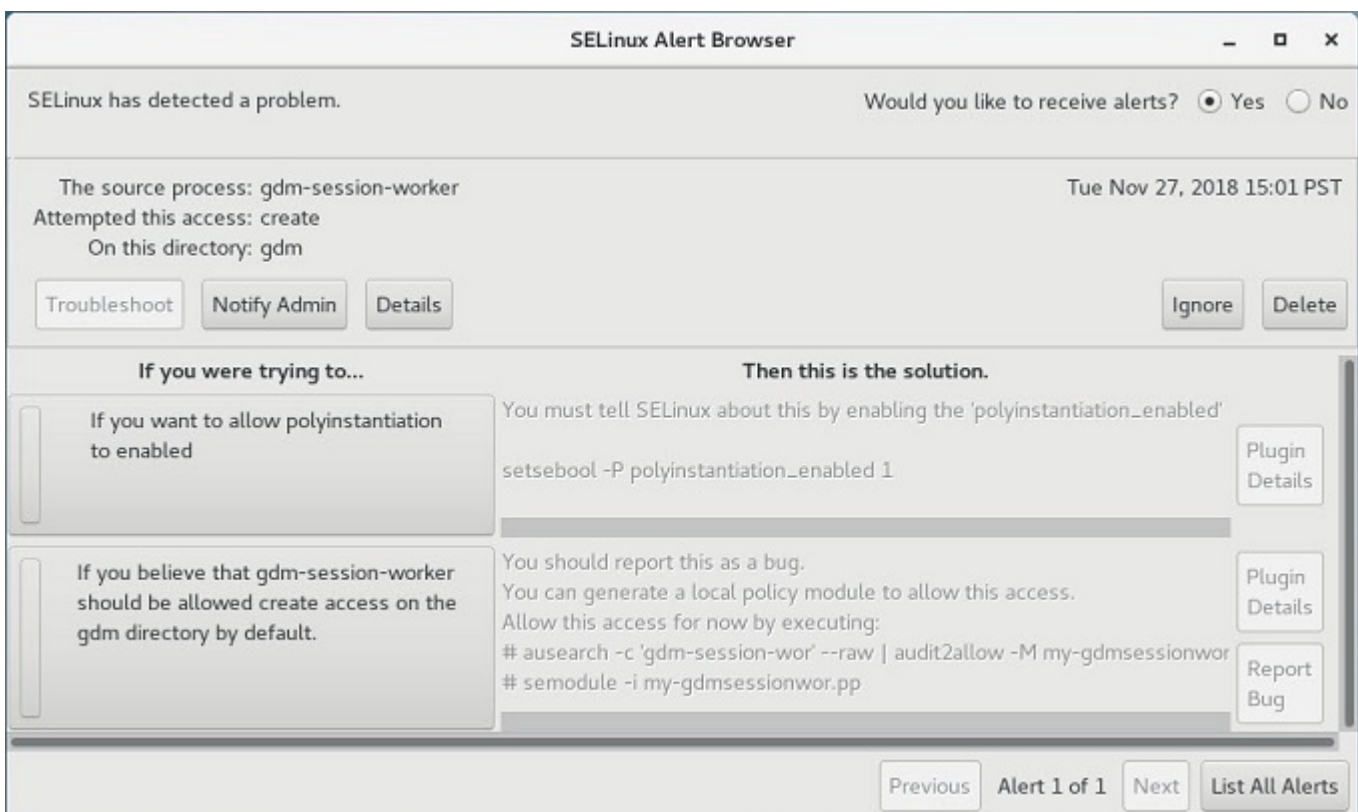 SELinux Alert Browser
SELinux has detected a problem.
Would you like to receive alerts? Yes No
The source process: gdm-session-worker
Tue Nov 27, 2018 15:01 PST
Attempted this access: create
On this directory: gdm
Troubleshoot Notify Admin Details Ignore Delete
If you were trying to... Then this is the solution.
If you want to allow polyinstantiation
to enabled
You must tell SELinux about this by enabling the 'polyinstantiation_enabled'
setsebool -P polyinstantiation_enabled 1
Plugin
Details
If you believe that gdm-session-worker
should be allowed create access on the
gdm directory by default.
You should report this as a bug.
You can generate a local policy module to allow this access.
Allow this access for now by executing:
# ausearch -c 'gdm-session-wor' --raw | audit2allow -M my-gdmsessionwor
# semodule -i my-gdmsessionwor.pp
Plugin
Details
Report
Bug
Previous Alert 1 of 1 Next List All Alerts